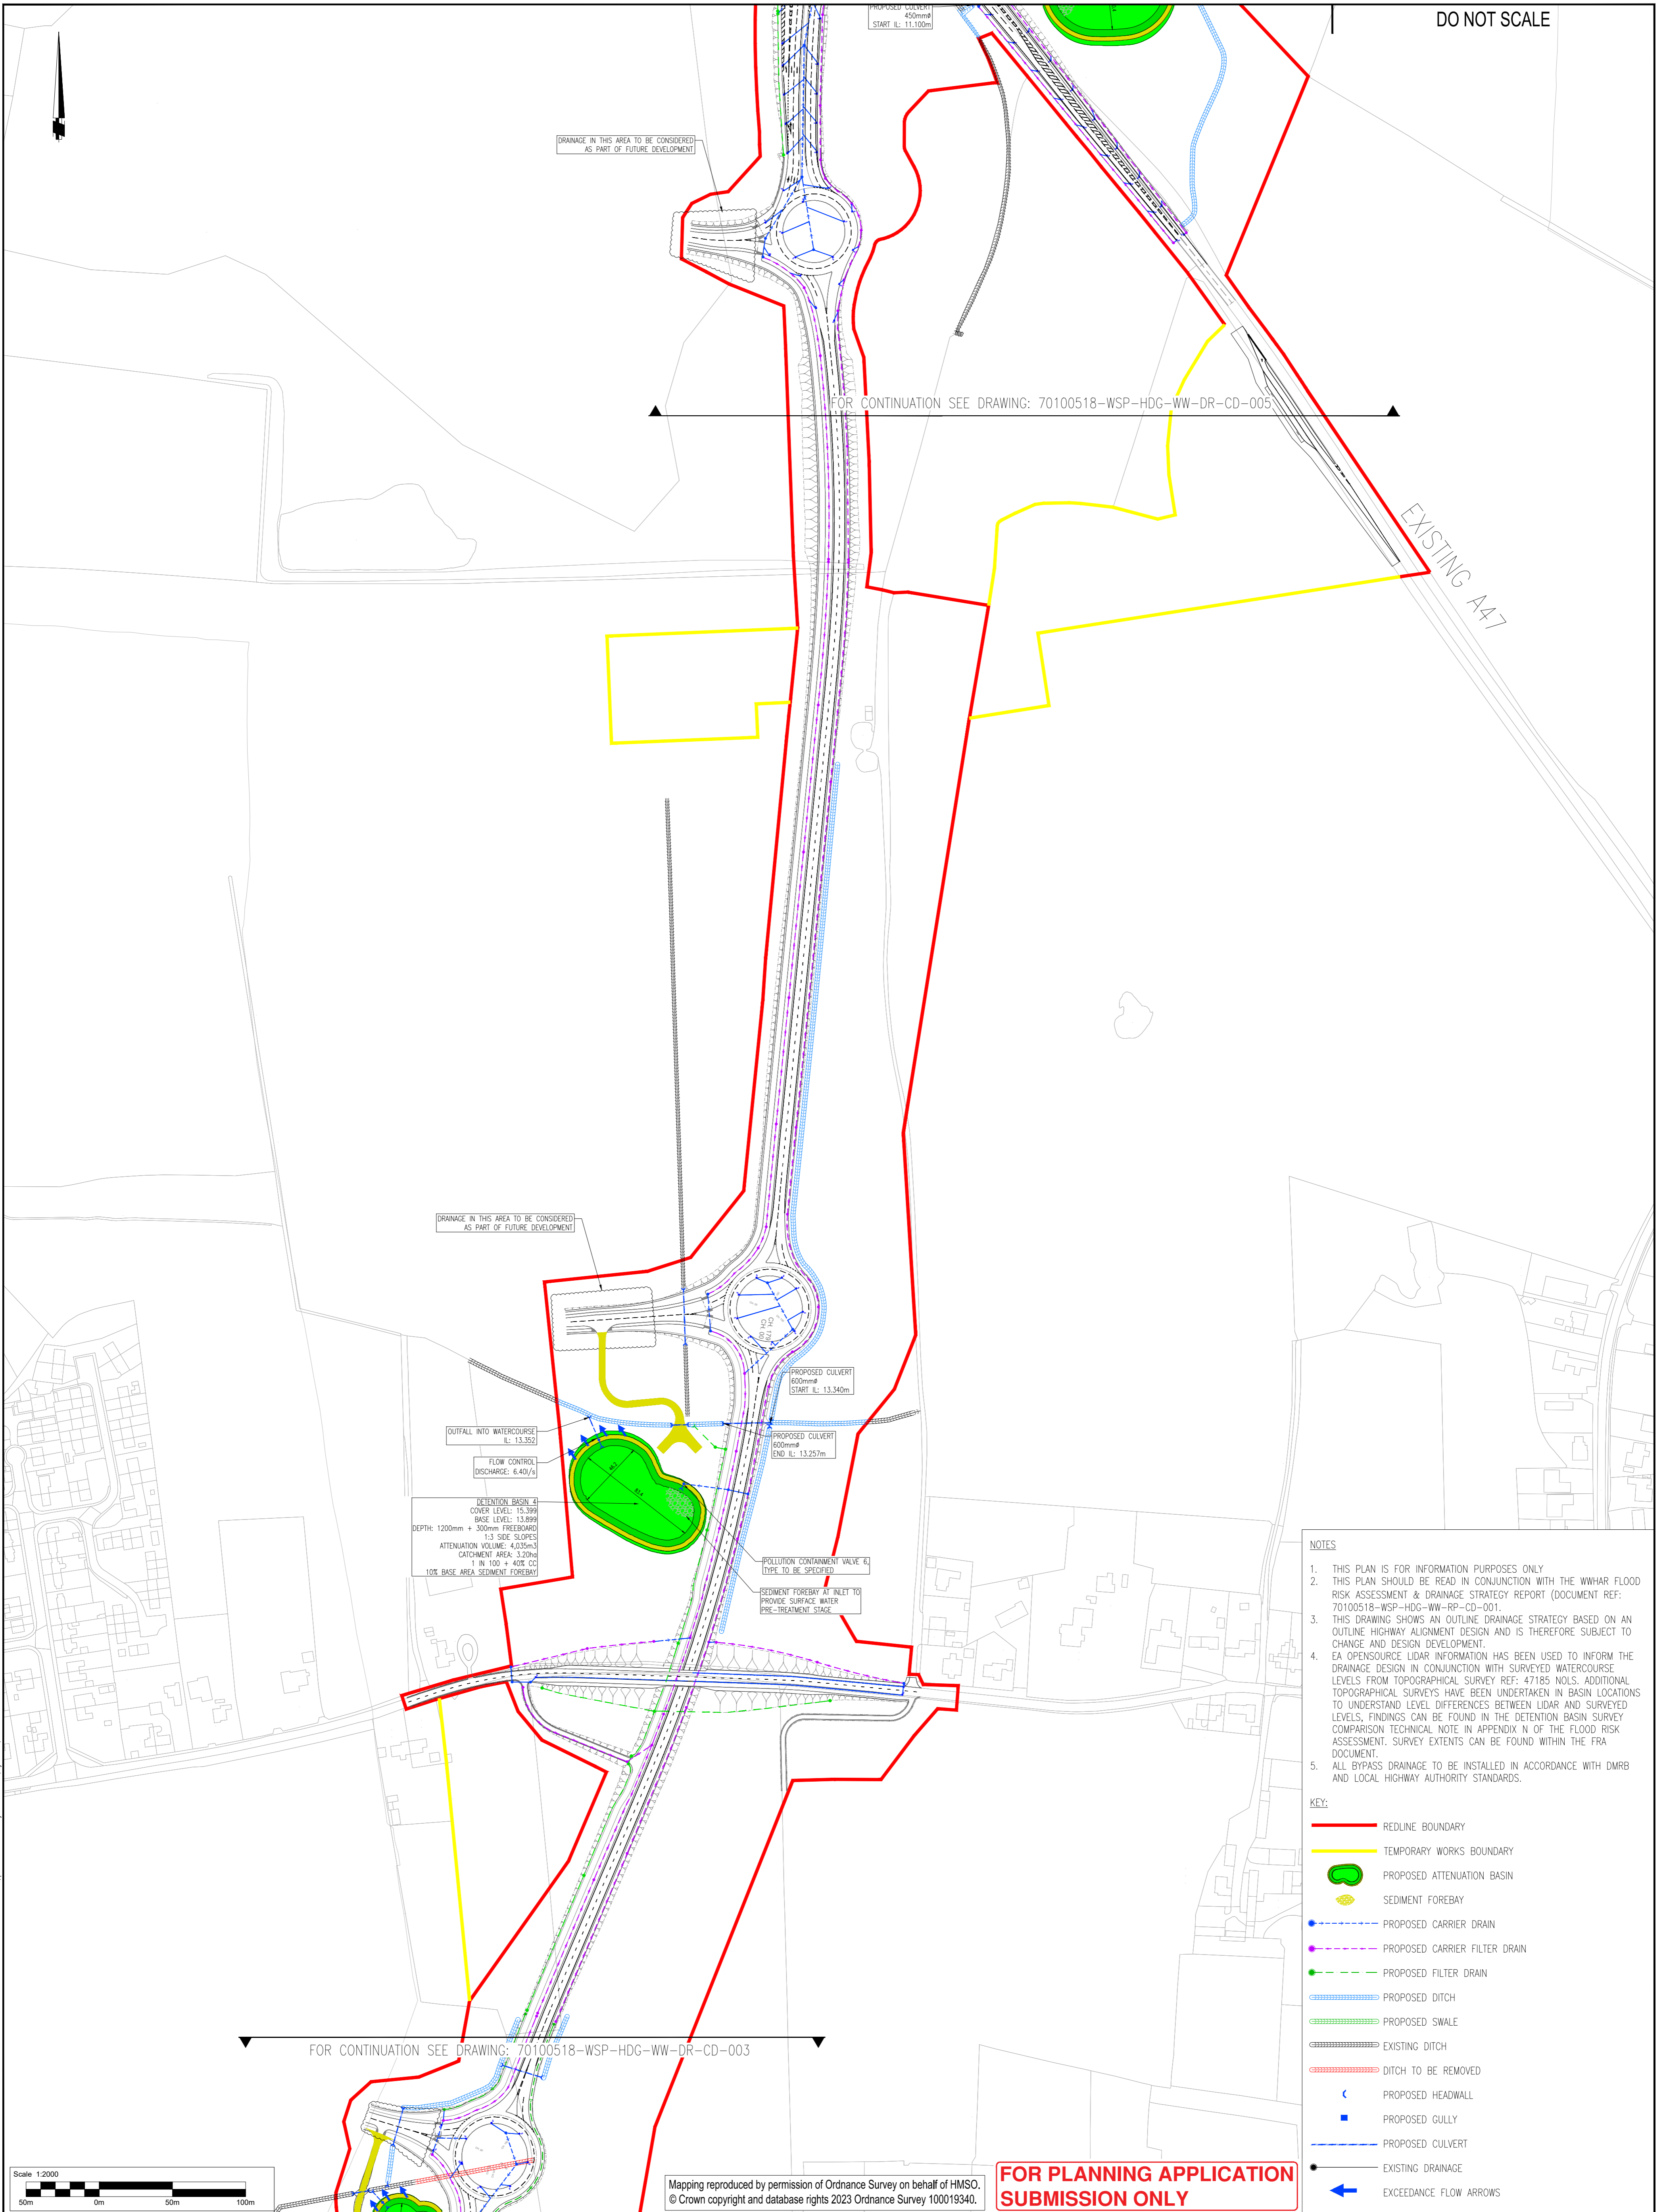 DO NOT SCALE
PROPOSED CULVERT
450mmø
START IL: 11.100m
DRAINAGE IN THIS AREA TO BE CONSIDERED
AS PART OF FUTURE DEVELOPMENT
FOR CONTINUATION SEE DRAWING: 70100518-WSP-HDG-WW-DR-CD-005
EXISTING A47
DRAINAGE IN THIS AREA TO BE CONSIDERED
AS PART OF FUTURE DEVELOPMENT
PROPOSED CULVERT
600mmø
START IL: 13.340m
OUTFALL INTO WATERCOURSE
IL: 13.352
PROPOSED CULVERT
600mmø
END IL: 13.257m
FLOW CONTROL
DISCHARGE: 6.40l/s
DETENTION BASIN 4
COVER LEVEL: 15.399
BASE LEVEL: 13.899
DEPTH: 1200mm + 300mm FREEBOARD
1:3 SIDE SLOPES
ATTENUATION VOLUME: 4,035m3
CATCHMENT AREA: 3.20ha
1 IN 100 + 40% CC
10% BASE AREA SEDIMENT FOREBAY
POLLUTION CONTAINMENT VALVE 6,
TYPE TO BE SPECIFIED
SEDIMENT FOREBAY AT INLET TO
PROVIDE SURFACE WATER
PRE-TREATMENT STAGE
FOR CONTINUATION SEE DRAWING: 70100518-WSP-HDG-WW-DR-CD-003
NOTES
1. THIS PLAN IS FOR INFORMATION PURPOSES ONLY
2. THIS PLAN SHOULD BE READ IN CONJUNCTION WITH THE WWHAR FLOOD
RISK ASSESSMENT & DRAINAGE STRATEGY REPORT (DOCUMENT REF:
70100518-WSP-HDG-WW-RP-CD-001.
3. THIS DRAWING SHOWS AN OUTLINE DRAINAGE STRATEGY BASED ON AN
OUTLINE HIGHWAY ALIGNMENT DESIGN AND IS THEREFORE SUBJECT TO
CHANGE AND DESIGN DEVELOPMENT.
4. EA OPENSOURCE LIDAR INFORMATION HAS BEEN USED TO INFORM THE
DRAINAGE DESIGN IN CONJUNCTION WITH SURVEYED WATERCOURSE
LEVELS FROM TOPOGRAPHICAL SURVEY REF: 47185 NOLS. ADDITIONAL
TOPOGRAPHICAL SURVEYS HAVE BEEN UNDERTAKEN IN BASIN LOCATIONS
TO UNDERSTAND LEVEL DIFFERENCES BETWEEN LIDAR AND SURVEYED
LEVELS, FINDINGS CAN BE FOUND IN THE DETENTION BASIN SURVEY
COMPARISON TECHNICAL NOTE IN APPENDIX N OF THE FLOOD RISK
ASSESSMENT. SURVEY EXTENTS CAN BE FOUND WITHIN THE FRA
DOCUMENT.
5. ALL BYPASS DRAINAGE TO BE INSTALLED IN ACCORDANCE WITH DMRB
AND LOCAL HIGHWAY AUTHORITY STANDARDS.
KEY:
REDLINE BOUNDARY
TEMPORARY WORKS BOUNDARY
PROPOSED ATTENUATION BASIN
SEDIMENT FOREBAY
PROPOSED CARRIER DRAIN
PROPOSED CARRIER FILTER DRAIN
PROPOSED FILTER DRAIN
PROPOSED DITCH
PROPOSED SWALE
EXISTING DITCH
DITCH TO BE REMOVED
PROPOSED HEADWALL
PROPOSED GULLY
PROPOSED CULVERT
EXISTING DRAINAGE
EXCEEDANCE FLOW ARROWS
Scale 1:2000
50m 0m 50m 100m
Mapping reproduced by permission of Ordnance Survey on behalf of HMSO.
© Crown copyright and database rights 2023 Ordnance Survey 100019340.
FOR PLANNING APPLICATION
SUBMISSION ONLY